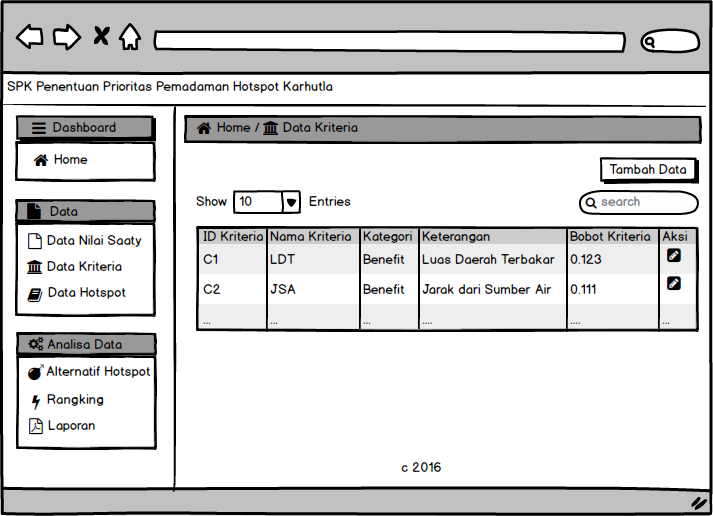 SPK Penentuan Prioritas Pemadaman Hotspot Karhutla
Dashboard
Home
Data
Data Nilai Saaty
Data Kriteria
Data Hotspot
Analisa Data
Alternatif Hotspot
Rangking
Laporan
Home / Data Kriteria
Tambah Data
Show 10 Entries search
ID Kriteria Nama Kriteria Kategori Keterangan Bobot Kriteria Aksi
C1 LDT Benefit Luas Daerah Terbakar 0.123
C2 JSA Benefit Jarak dari Sumber Air 0.111
... ... ... .... .... ...
c 2016